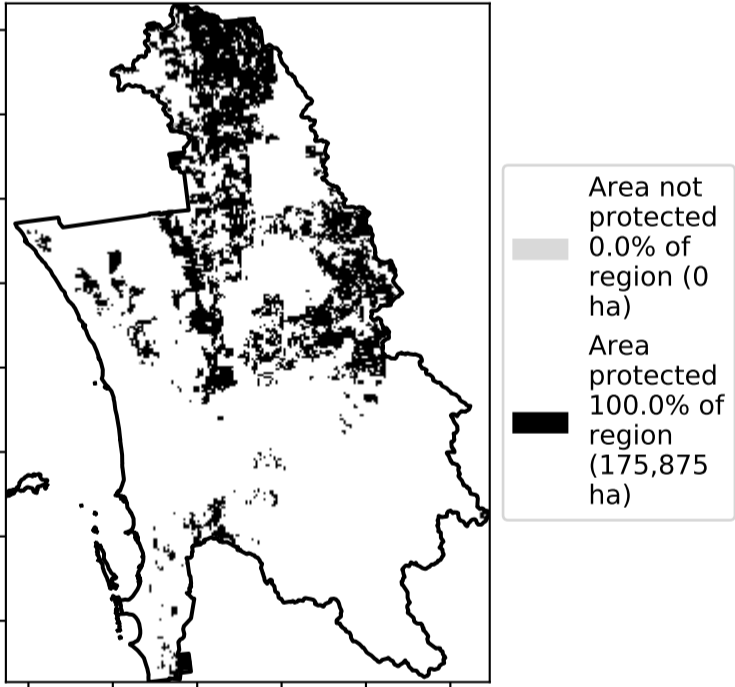 Area not
protected
0.0% of
region (0
ha)
Area
protected
100.0% of
region
(175,875
ha)